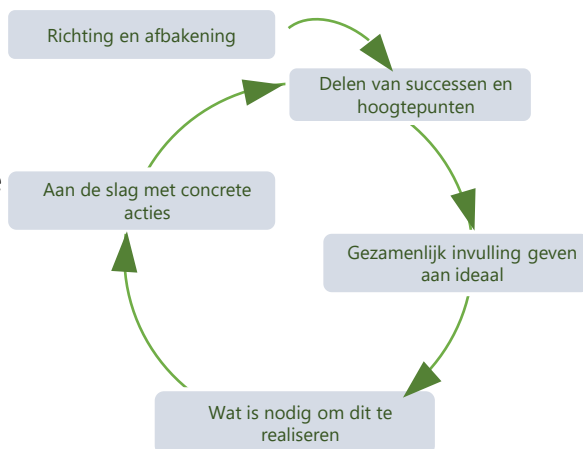 Richting en afbakening
Delen van successen en
hoogtepunten
Gezamenlijk invulling geven
aan ideaal
Wat is nodig om dit te
realiseren
Aan de slag met concrete
acties